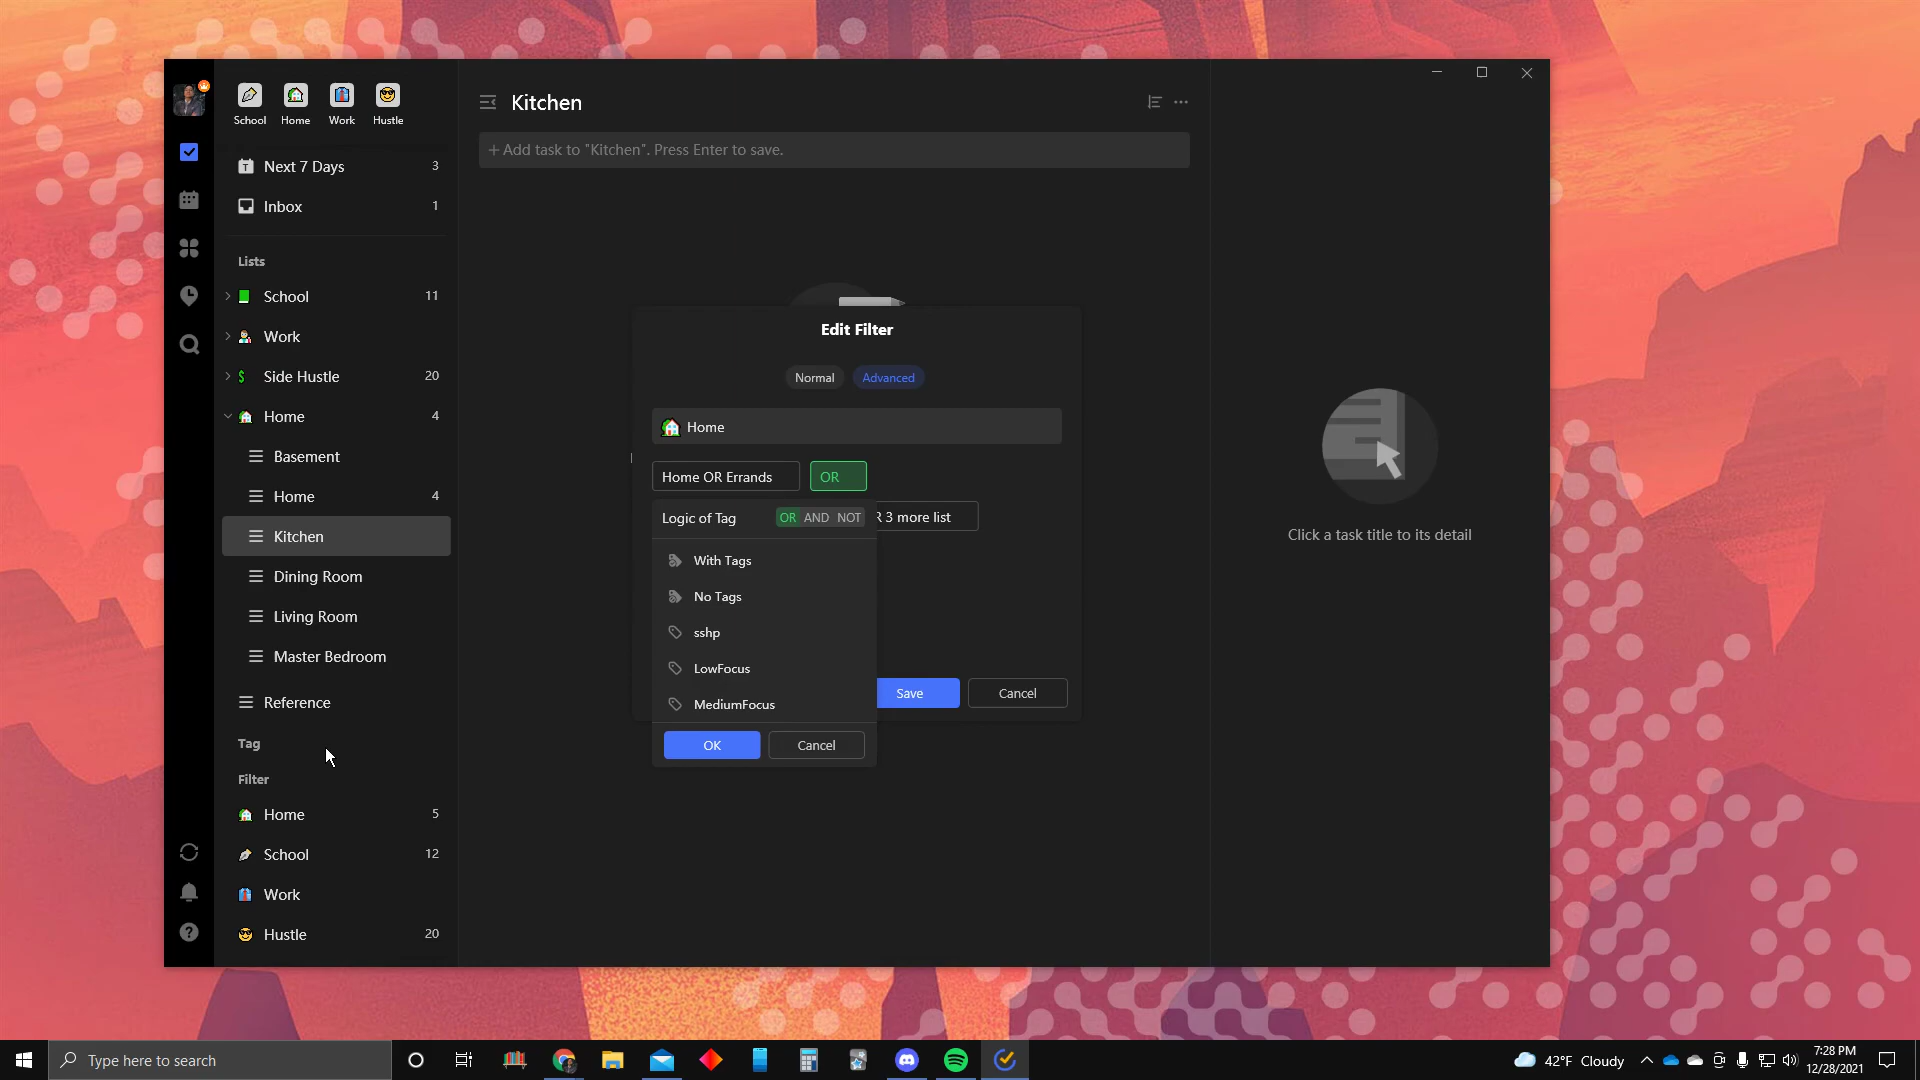 School Home Work Hustle
Next 7 Days 3
Inbox 1
Lists
School 11
Work
Side Hustle 20
Home 4
Basement
Home 4
Kitchen
Dining Room
Living Room
Master Bedroom
Reference
Tag
Filter
Home 5
School 12
Work
Hustle 20
Kitchen
+ Add task to "Kitchen". Press Enter to save.
Edit Filter
Normal Advanced
Home
Home OR Errands OR
Logic of Tag OR AND NOT R 3 more list
With Tags
No Tags
sshp
LowFocus
MediumFocus
Save Cancel
OK Cancel
Click a task title to its detail
Type here to search
42°F Cloudy
7:28 PM
12/28/2021